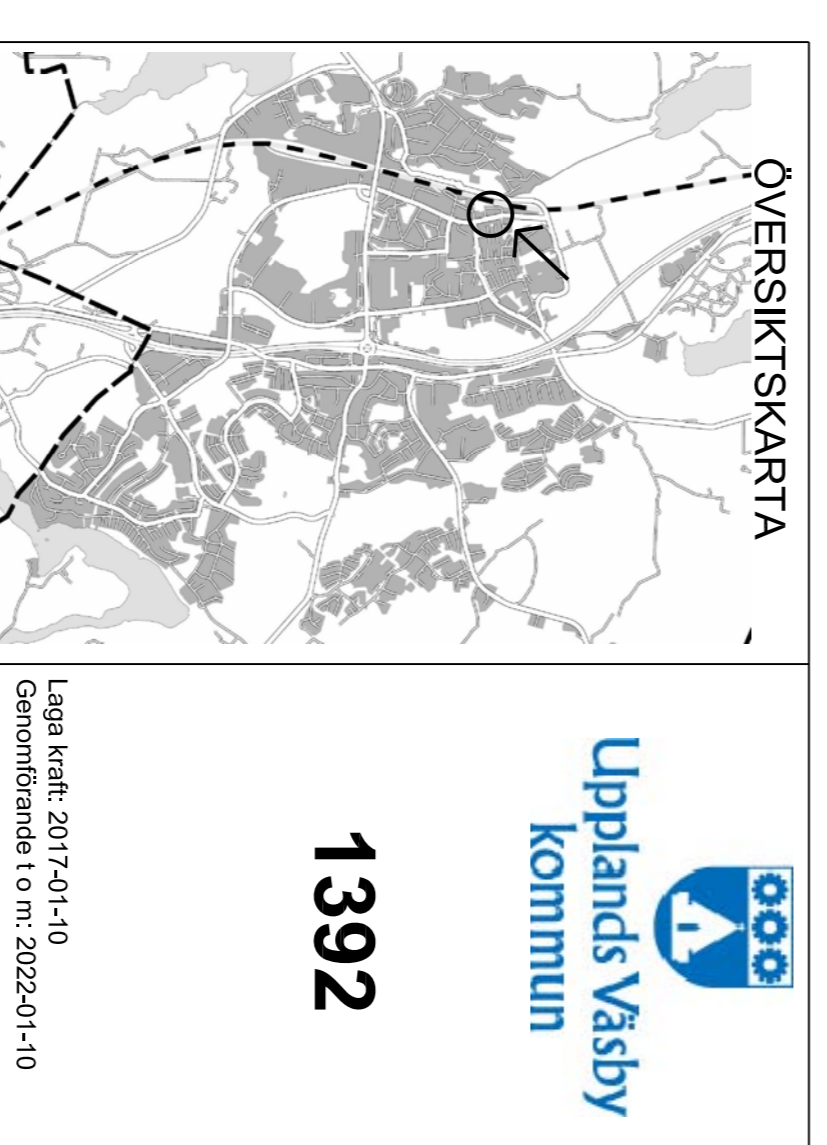 ÖVERSIKTSKARTA
Upplands Väsby
kommun
1392
Laga kraft: 2017-01-10
Genomförande t o m: 2022-01-10